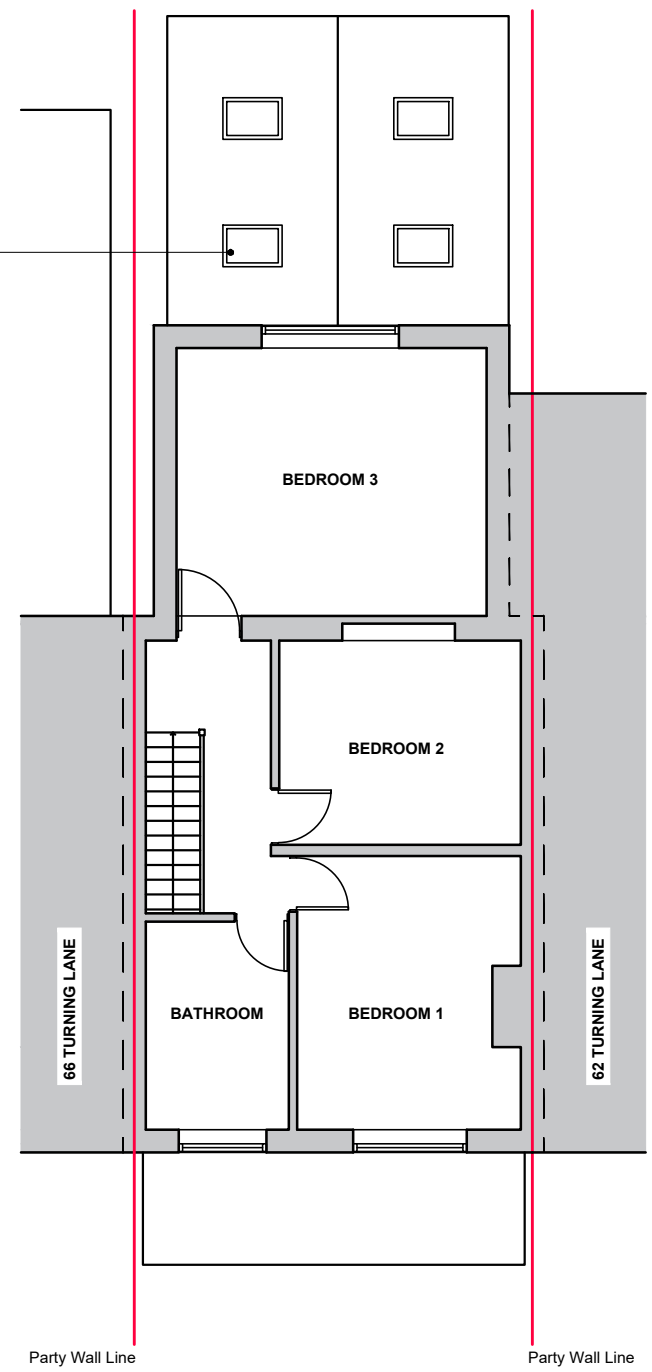 BEDROOM 3
BEDROOM 2
66 TURNING LANE
BATHROOM
BEDROOM 1
62 TURNING LANE
Party Wall Line
Party Wall Line